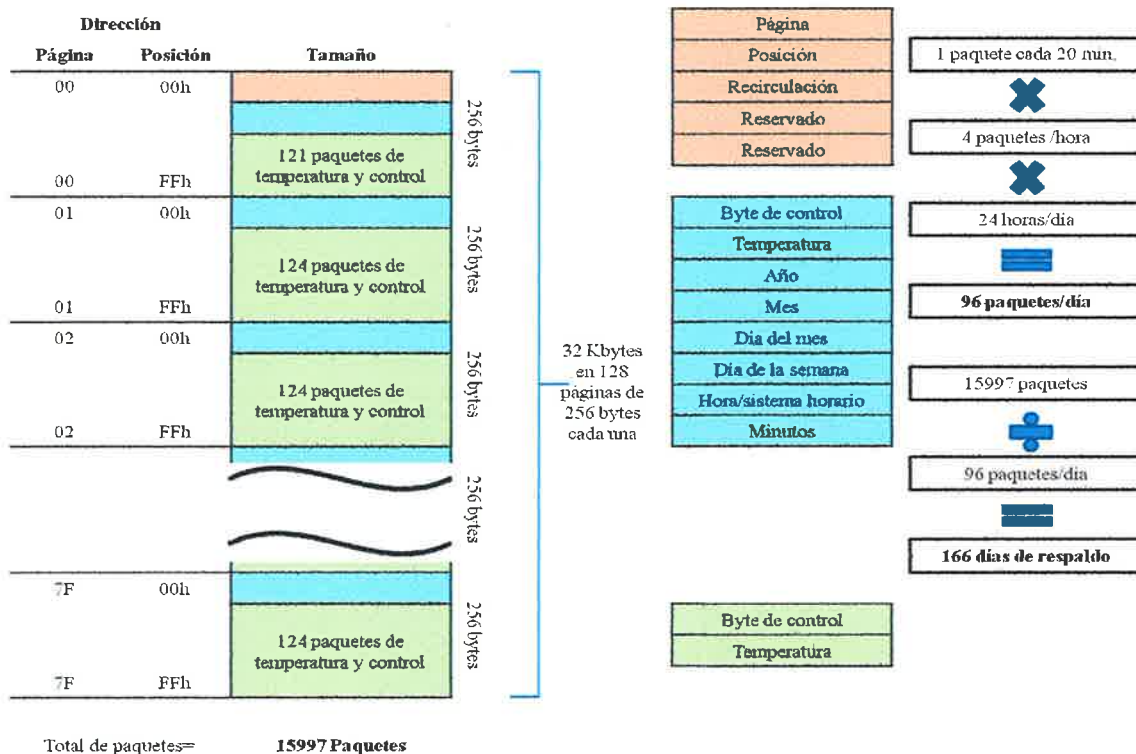 Dirección
Página Posición Tamaño
00 00h
121 paquetes de
temperatura y control
00 FFh
256 bytes
01 00h
124 paquetes de
temperatura y control
01 FFh
256 bytes
02 00h
124 paquetes de
temperatura y control
02 FFh
256 bytes
256 bytes
7F 00h
124 paquetes de
temperatura y control
7F FFh
256 bytes
Total de paquetes= 15997 Paquetes
32 Kbytes
en 128
páginas de
256 bytes
cada una
Página
Posición
Recirculación
Reservado
Reservado
Byte de control
Temperatura
Año
Mes
Dia del mes
Dia de la semana
Hora/sistema horario
Minutos
Byte de control
Temperatura
1 paquete cada 20 min.
4 paquetes /hora
24 horas/día
96 paquetes/día
15997 paquetes
96 paquetes/dia
166 días de respaldo